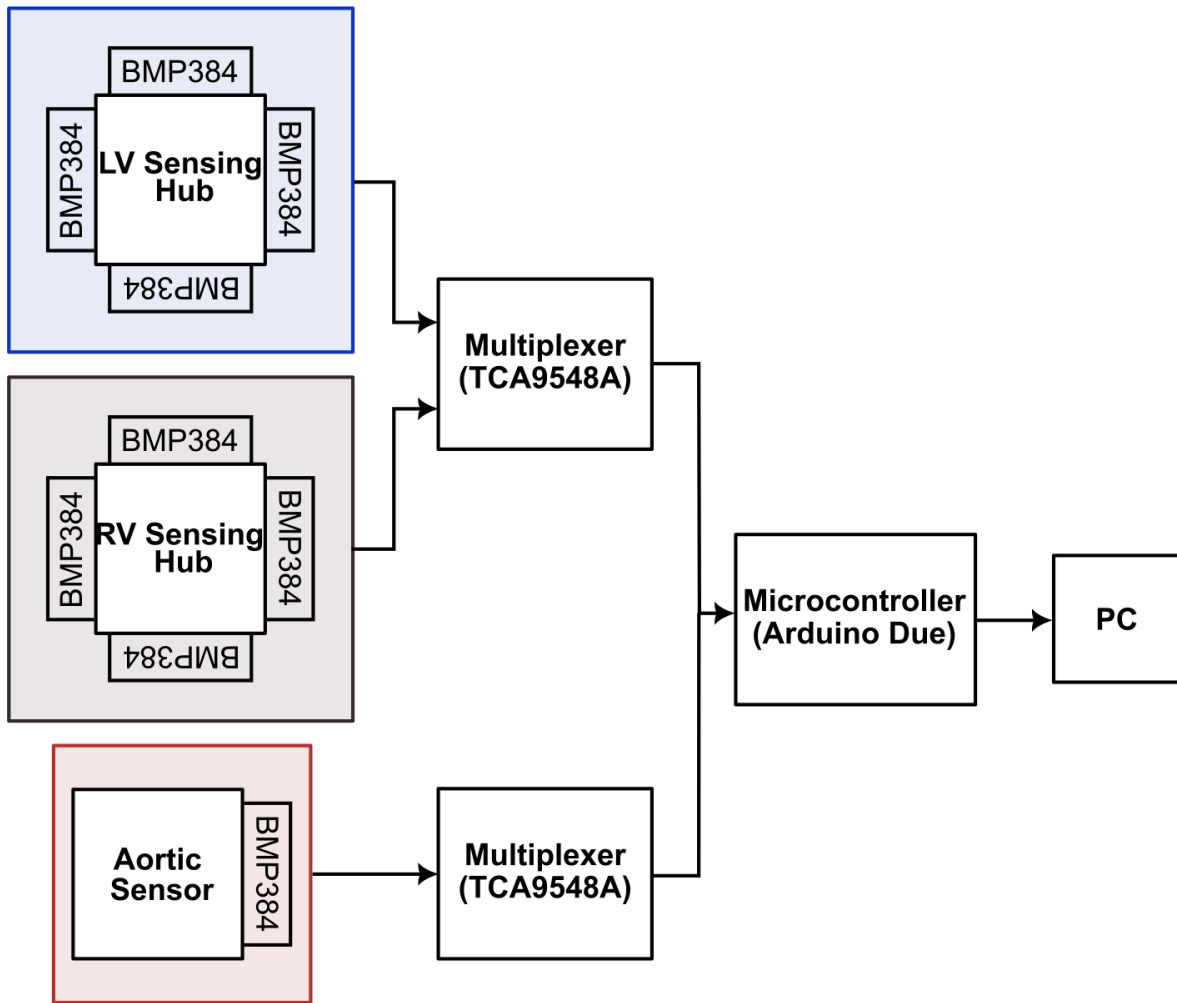 BMP384
BMP384
LV Sensing
Hub
BMP384
BMP384
BMP384
BMP384
RV Sensing
Hub
BMP384
BMP384
Aortic
Sensor
BMP384
Multiplexer
(TCA9548A)
Multiplexer
(TCA9548A)
Microcontroller
(Arduino Due)
PC